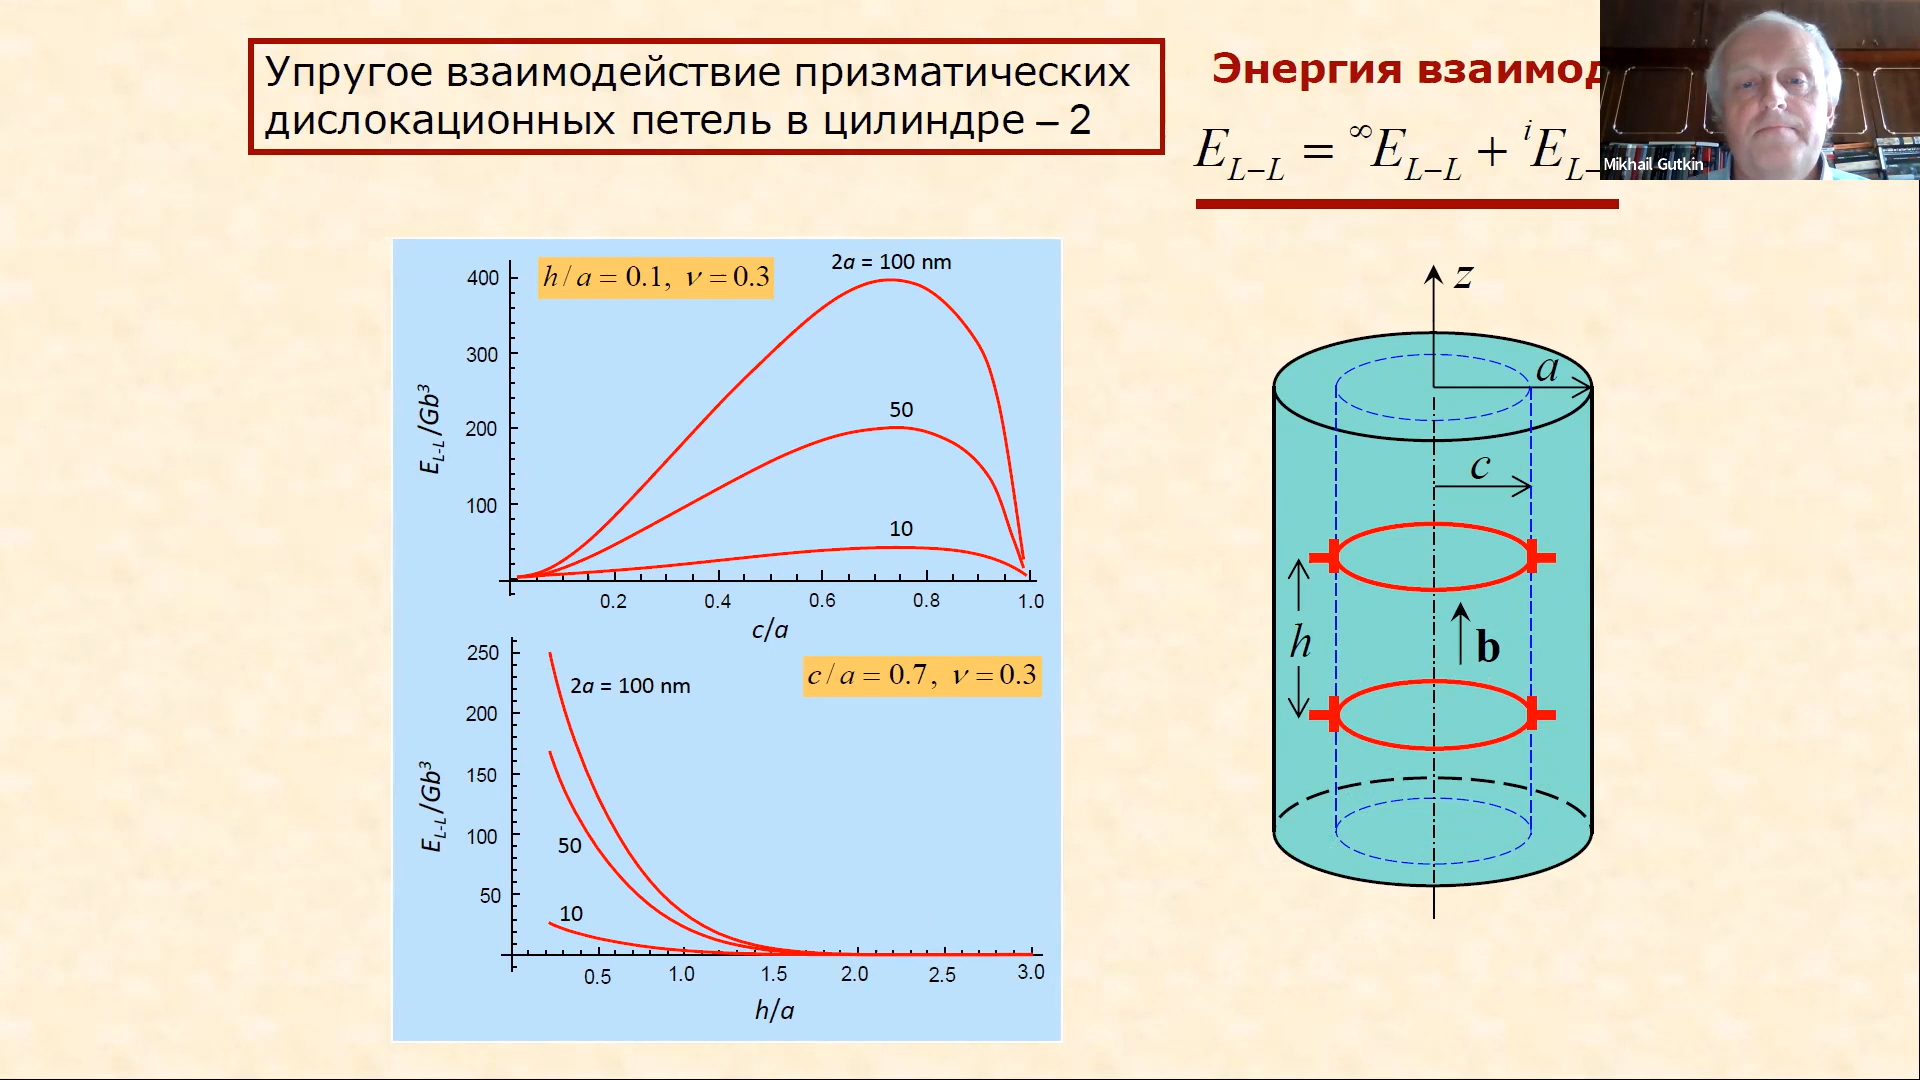 Упругое взаимодействие призматических
дислокационных петель в цилиндре – 2
Энергия
E_{L–L} = ^∞E_{L–L} + ^iE_{L–
Mikhail Gutkin
h / a = 0.1, ν = 0.3
2a = 100 nm
50
10
400
300
200
100
E_{L-L} /Gb³
0.2 0.4 0.6 0.8 1.0
c/a
c / a = 0.7, ν = 0.3
2a = 100 nm
50
10
250
200
150
100
50
E_{L-L} /Gb³
0.5 1.0 1.5 2.0 2.5 3.0
h/a
z
a
c
h
b